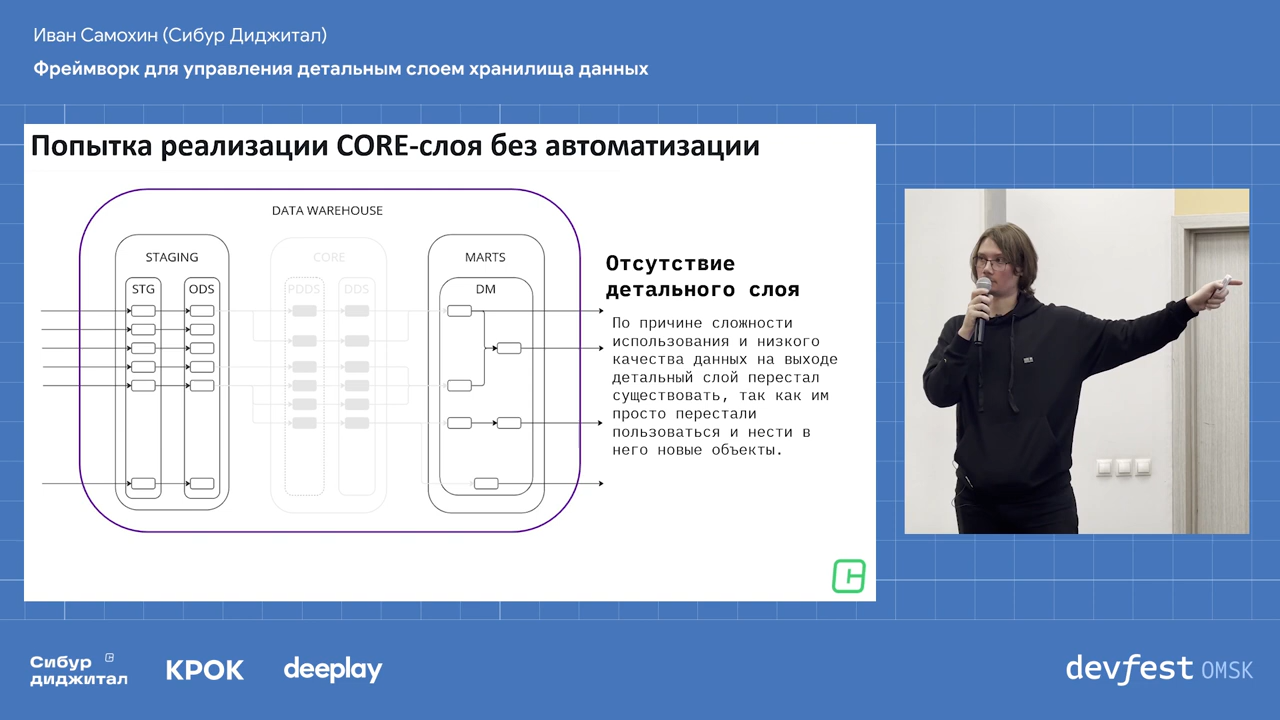 Иван Самохин (Сибур Диджитал)
Фреймворк для управления детальным слоем хранилища данных
Попытка реализации CORE-слоя без автоматизации
DATA WAREHOUSE
STAGING
CORE
MARTS
STG
ODS
PDDS
DDS
DM
Отсутствие
детального слоя
По причине сложности
использования и низкого
качества данных на выходе
детальный слой перестал
существовать, так как им
просто перестали
пользоваться и нести в
него новые объекты.
Сибур
диджитал
КРОК
deeplay
devfest OMSK